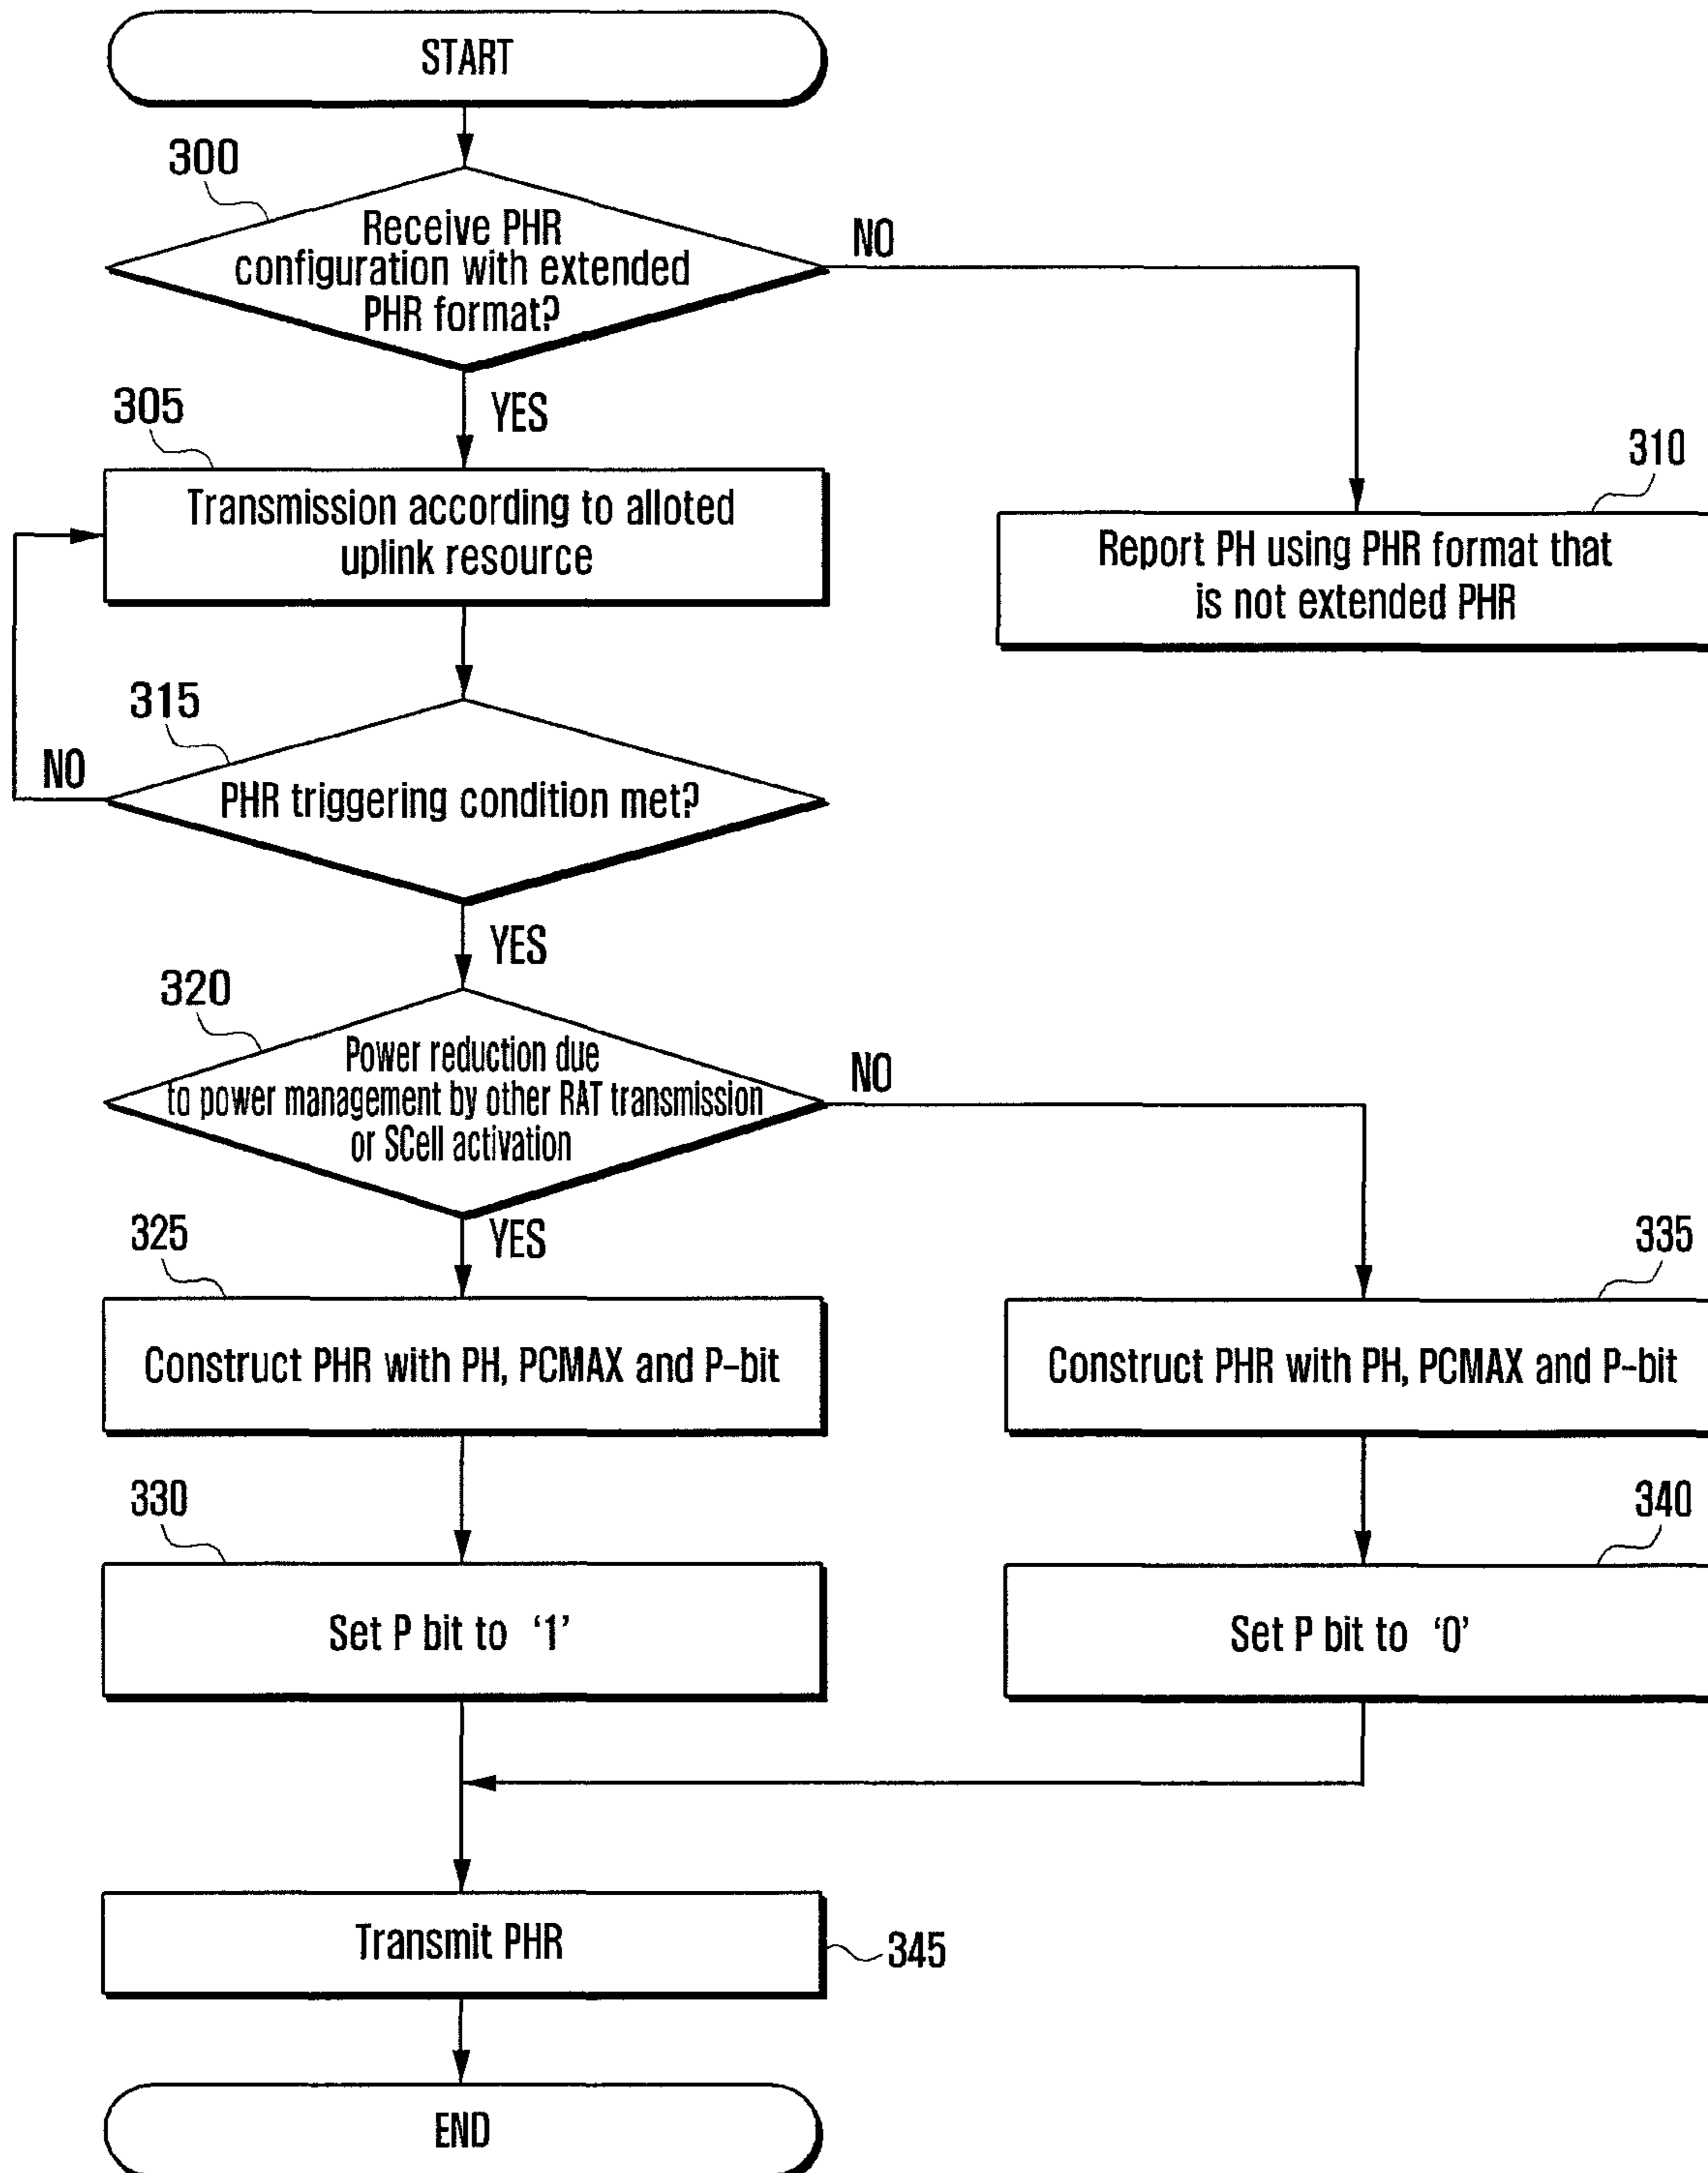 START
300
Receive PHR
configuration with extended
PHR format?
NO
YES
305
Transmission according to alloted
uplink resource
310
Report PH using PHR format that
is not extended PHR
315
NO
PHR triggering condition met?
YES
320
Power reduction due
to power management by other RAT transmission
or SCell activation
NO
YES
325
Construct PHR with PH, PCMAX and P-bit
335
Construct PHR with PH, PCMAX and P-bit
330
Set P bit to ‘1’
340
Set P bit to ‘0’
Transmit PHR
345
END